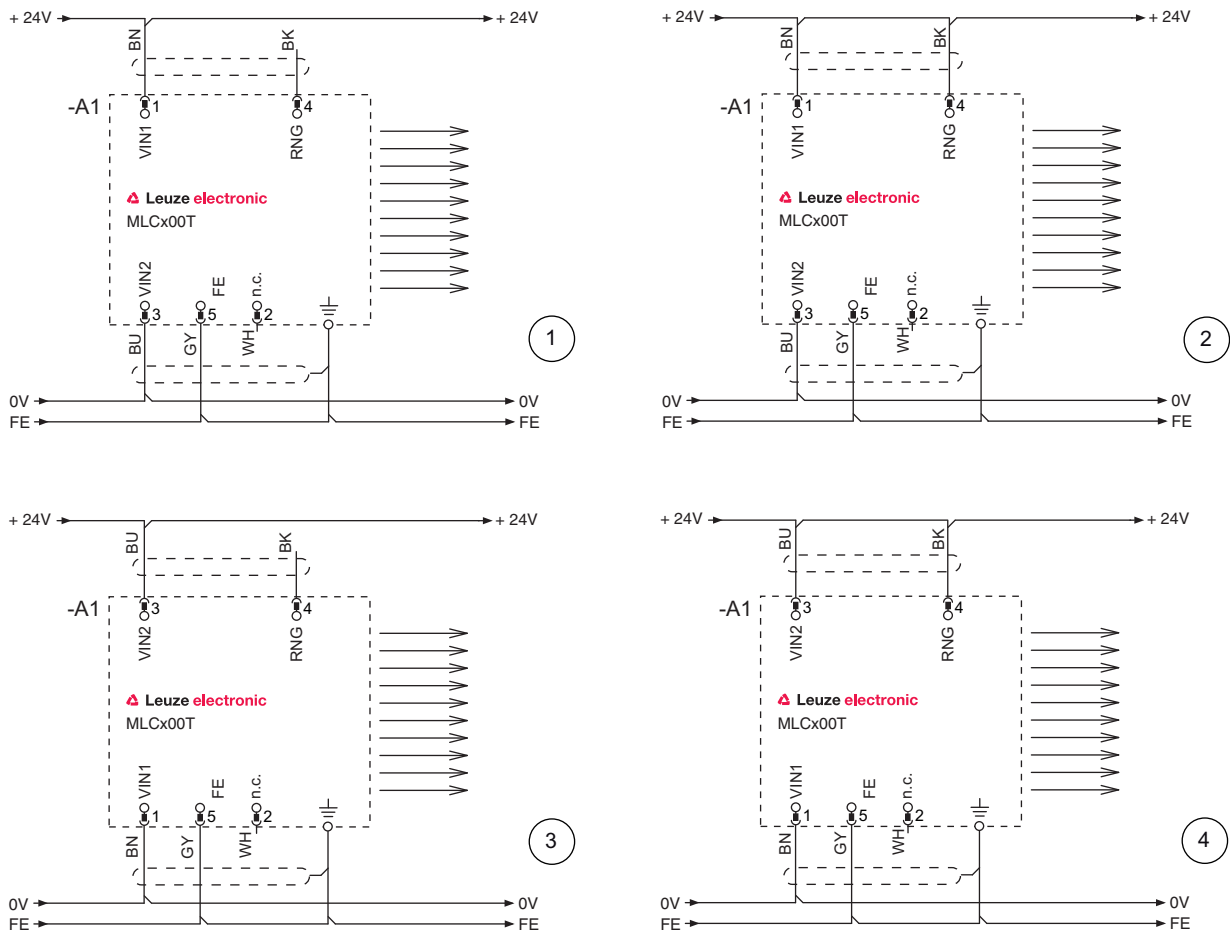 + 24V
+ 24V
BN
BK
-A1
1
4
VIN1
RNG
Leuze electronic
MLCx00T
VIN2
FE
n.c.
3
5
2
BU
GY
WH
1
0V
0V
FE
FE
+ 24V
+ 24V
BN
BK
-A1
1
4
VIN1
RNG
Leuze electronic
MLCx00T
VIN2
FE
n.c.
3
5
2
BU
GY
WH
2
0V
0V
FE
FE
+ 24V
+ 24V
BU
BK
-A1
3
4
VIN2
RNG
Leuze electronic
MLCx00T
VIN1
FE
n.c.
1
5
2
BN
GY
WH
3
0V
0V
FE
FE
+ 24V
+ 24V
BU
BK
-A1
3
4
VIN2
RNG
Leuze electronic
MLCx00T
VIN1
FE
n.c.
1
5
2
BN
GY
WH
4
0V
0V
FE
FE